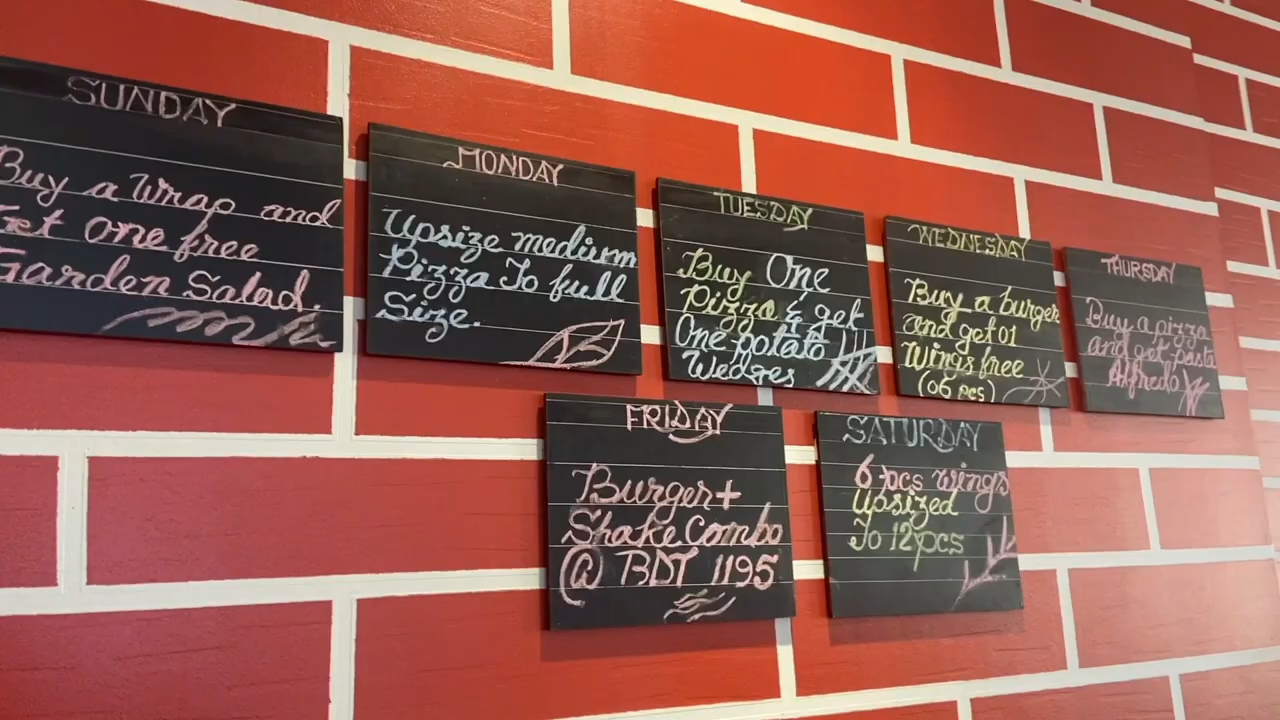 SUNDAY
Buy a Wrap and
Get one free
Garden Salad.
MONDAY
Upsize medium
Pizza To full
Size.
TUESDAY
Buy One
Pizza & get
One potato
Wedges
WEDNESDAY
Buy a burger
and get 01
Wings free
(06 pcs)
THURSDAY
Buy a pizza
and get pasta
Alfredo
FRIDAY
Burger+
Shake Combo
@ BDT 1195
SATURDAY
6 pcs wings
Upsized
To 12pcs